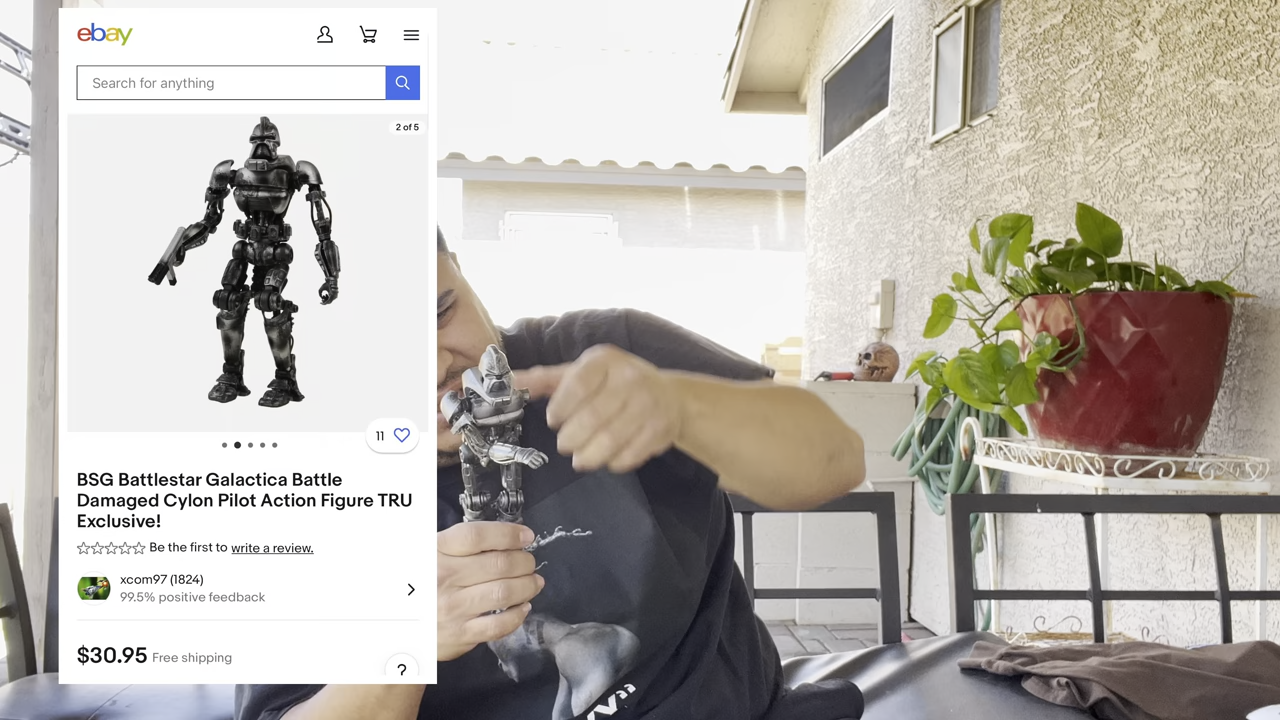 ebay
Search for anything
2 of 5
11
BSG Battlestar Galactica Battle
Damaged Cylon Pilot Action Figure TRU
Exclusive!
Be the first to write a review.
xcom97 (1824)
99.5% positive feedback
$30.95 Free shipping
?